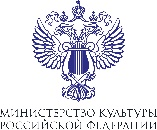 МИНИСТЕРСТВО КУЛЬТУРЫ
РОССИЙСКОЙ ФЕДЕРАЦИИ